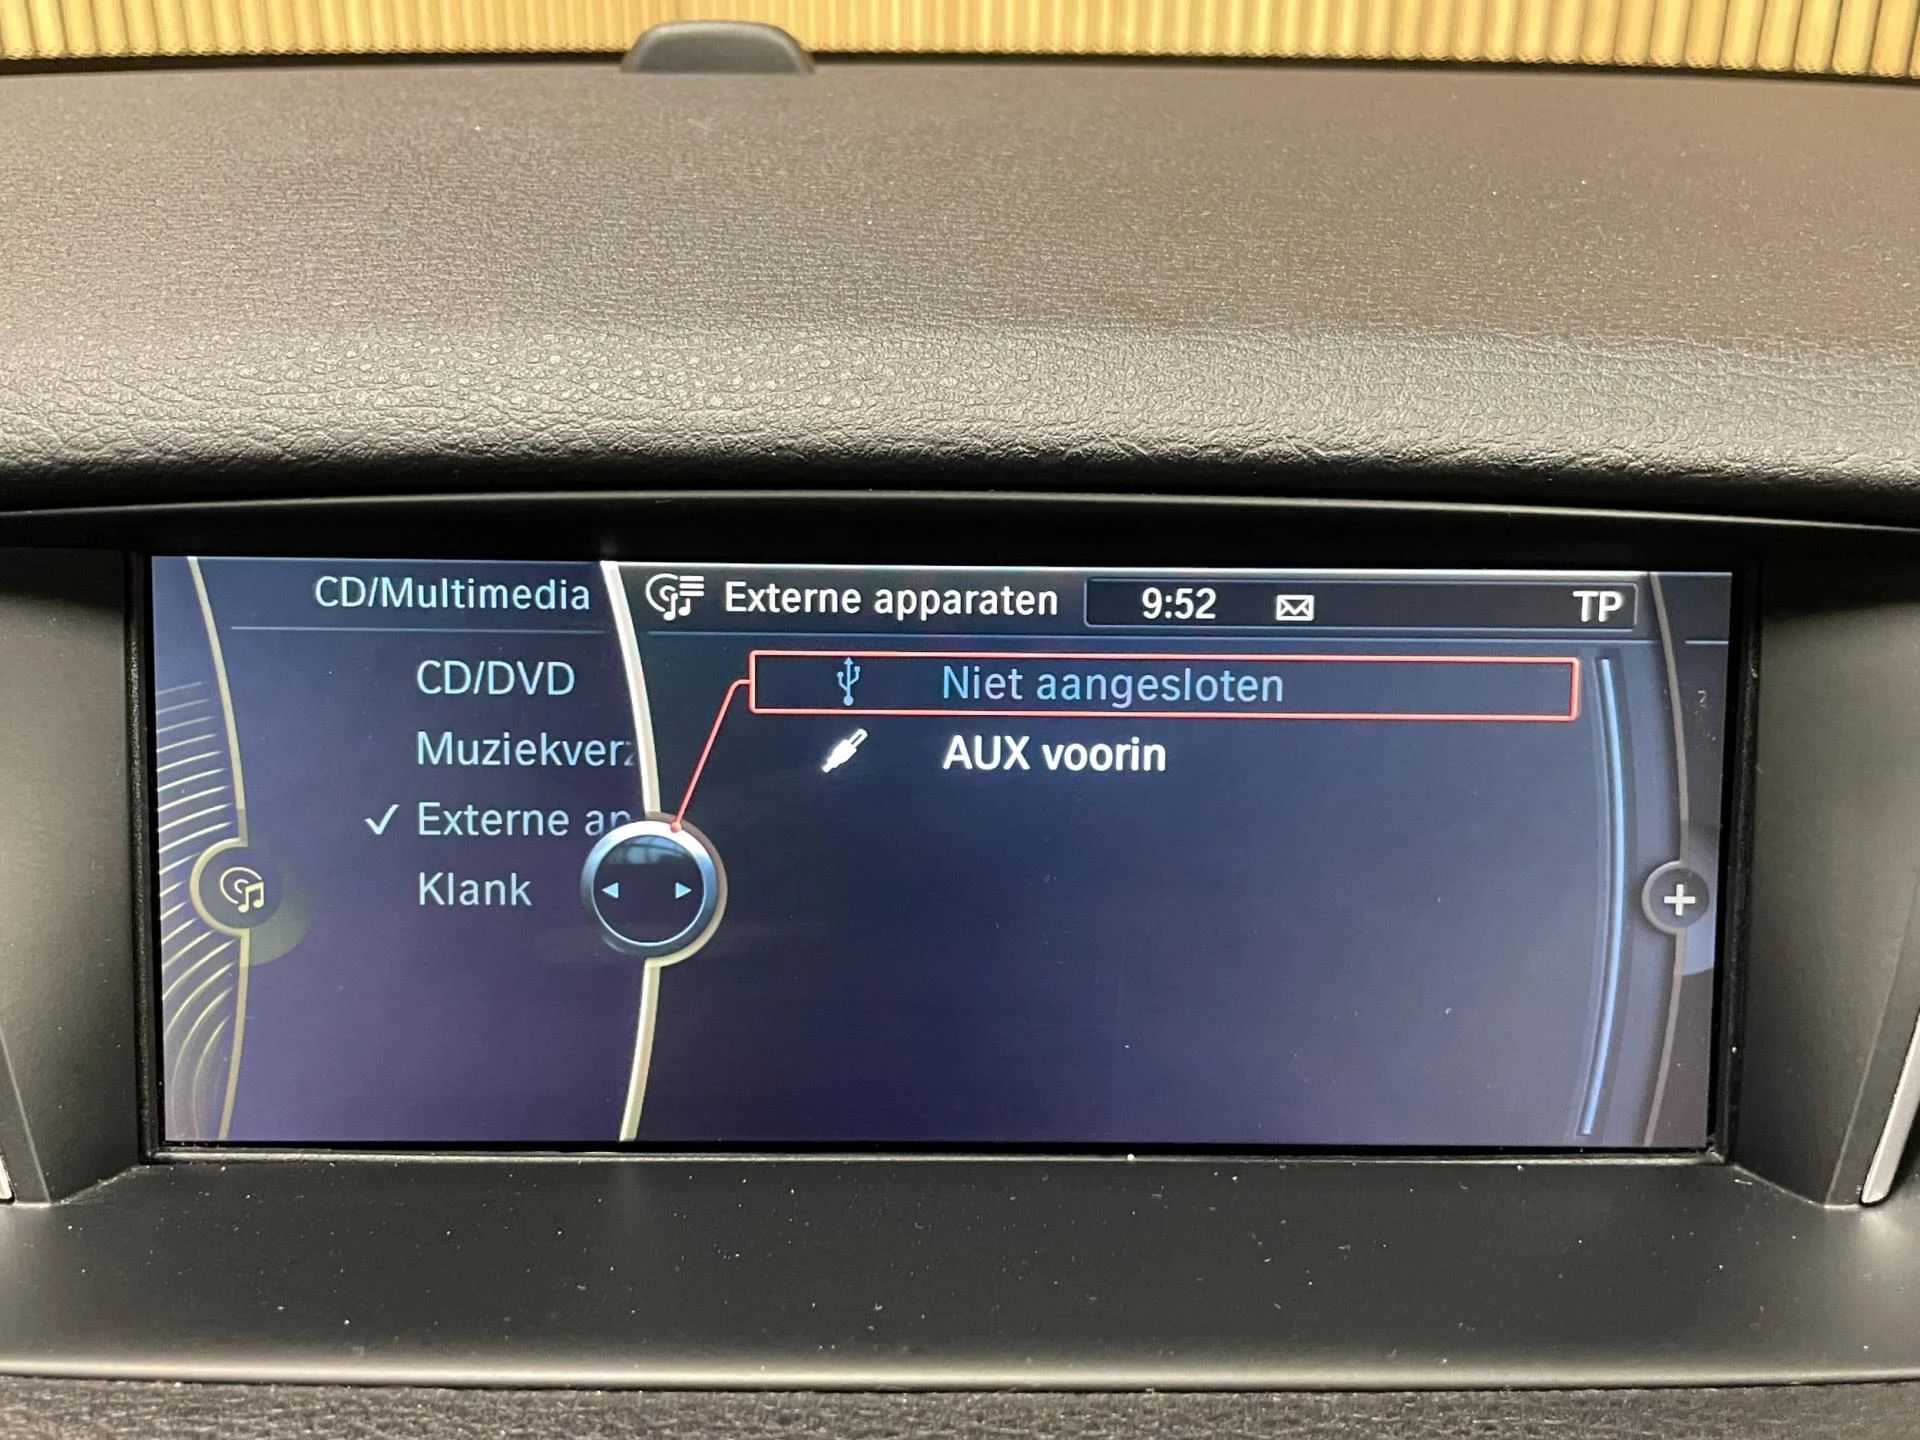 CD/Multimedia
Externe apparaten
9:52
TP
CD/DVD
Niet aangesloten
Muziekverz
AUX voorin
Externe ap
Klank